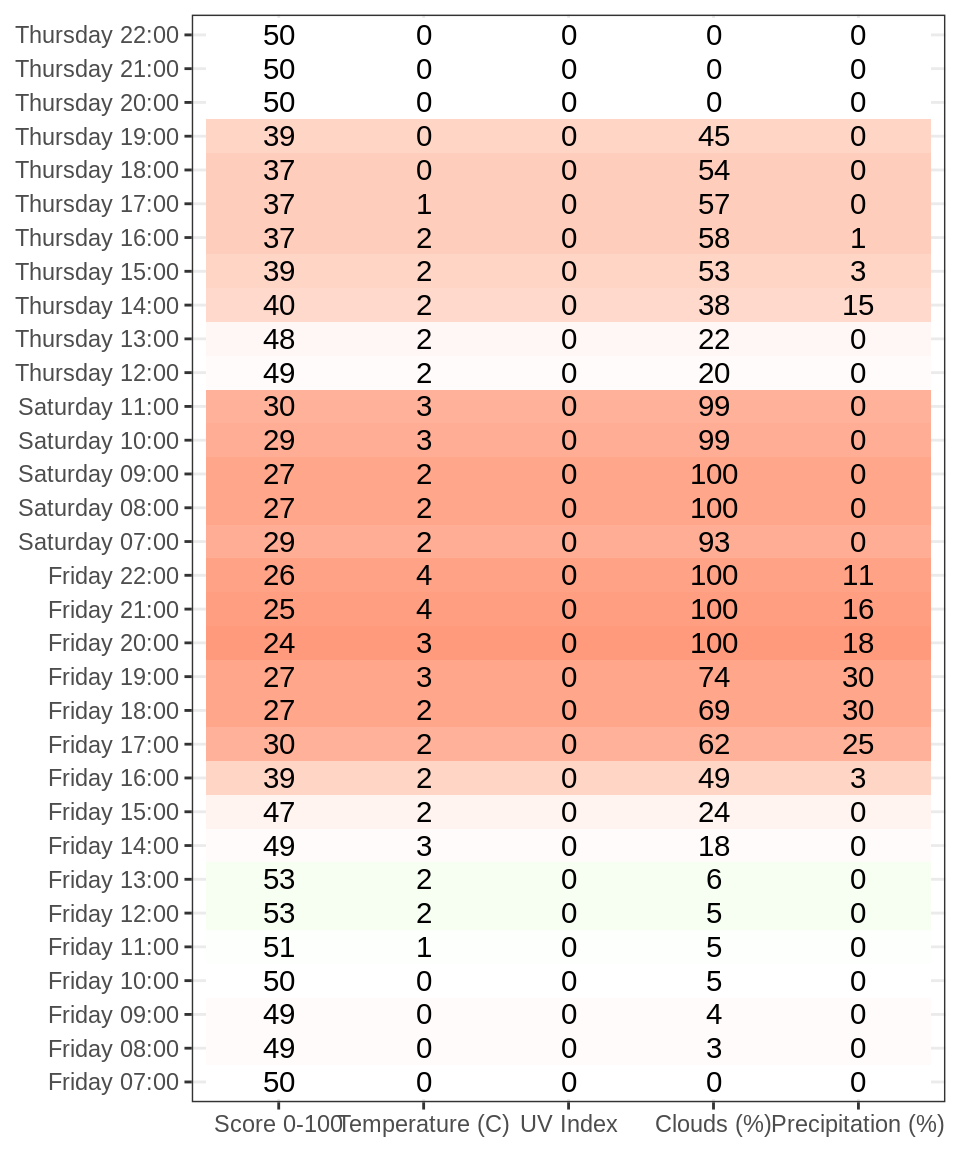 Thursday 22:00 50 0 0 0 0
Thursday 21:00 50 0 0 0 0
Thursday 20:00 50 0 0 0 0
Thursday 19:00 39 0 0 45 0
Thursday 18:00 37 0 0 54 0
Thursday 17:00 37 1 0 57 0
Thursday 16:00 37 2 0 58 1
Thursday 15:00 39 2 0 53 3
Thursday 14:00 40 2 0 38 15
Thursday 13:00 48 2 0 22 0
Thursday 12:00 49 2 0 20 0
Saturday 11:00 30 3 0 99 0
Saturday 10:00 29 3 0 99 0
Saturday 09:00 27 2 0 100 0
Saturday 08:00 27 2 0 100 0
Saturday 07:00 29 2 0 93 0
Friday 22:00 26 4 0 100 11
Friday 21:00 25 4 0 100 16
Friday 20:00 24 3 0 100 18
Friday 19:00 27 3 0 74 30
Friday 18:00 27 2 0 69 30
Friday 17:00 30 2 0 62 25
Friday 16:00 39 2 0 49 3
Friday 15:00 47 2 0 24 0
Friday 14:00 49 3 0 18 0
Friday 13:00 53 2 0 6 0
Friday 12:00 53 2 0 5 0
Friday 11:00 51 1 0 5 0
Friday 10:00 50 0 0 5 0
Friday 09:00 49 0 0 4 0
Friday 08:00 49 0 0 3 0
Friday 07:00 50 0 0 0 0
Score 0-100 Temperature (C) UV Index Clouds (%) Precipitation (%)